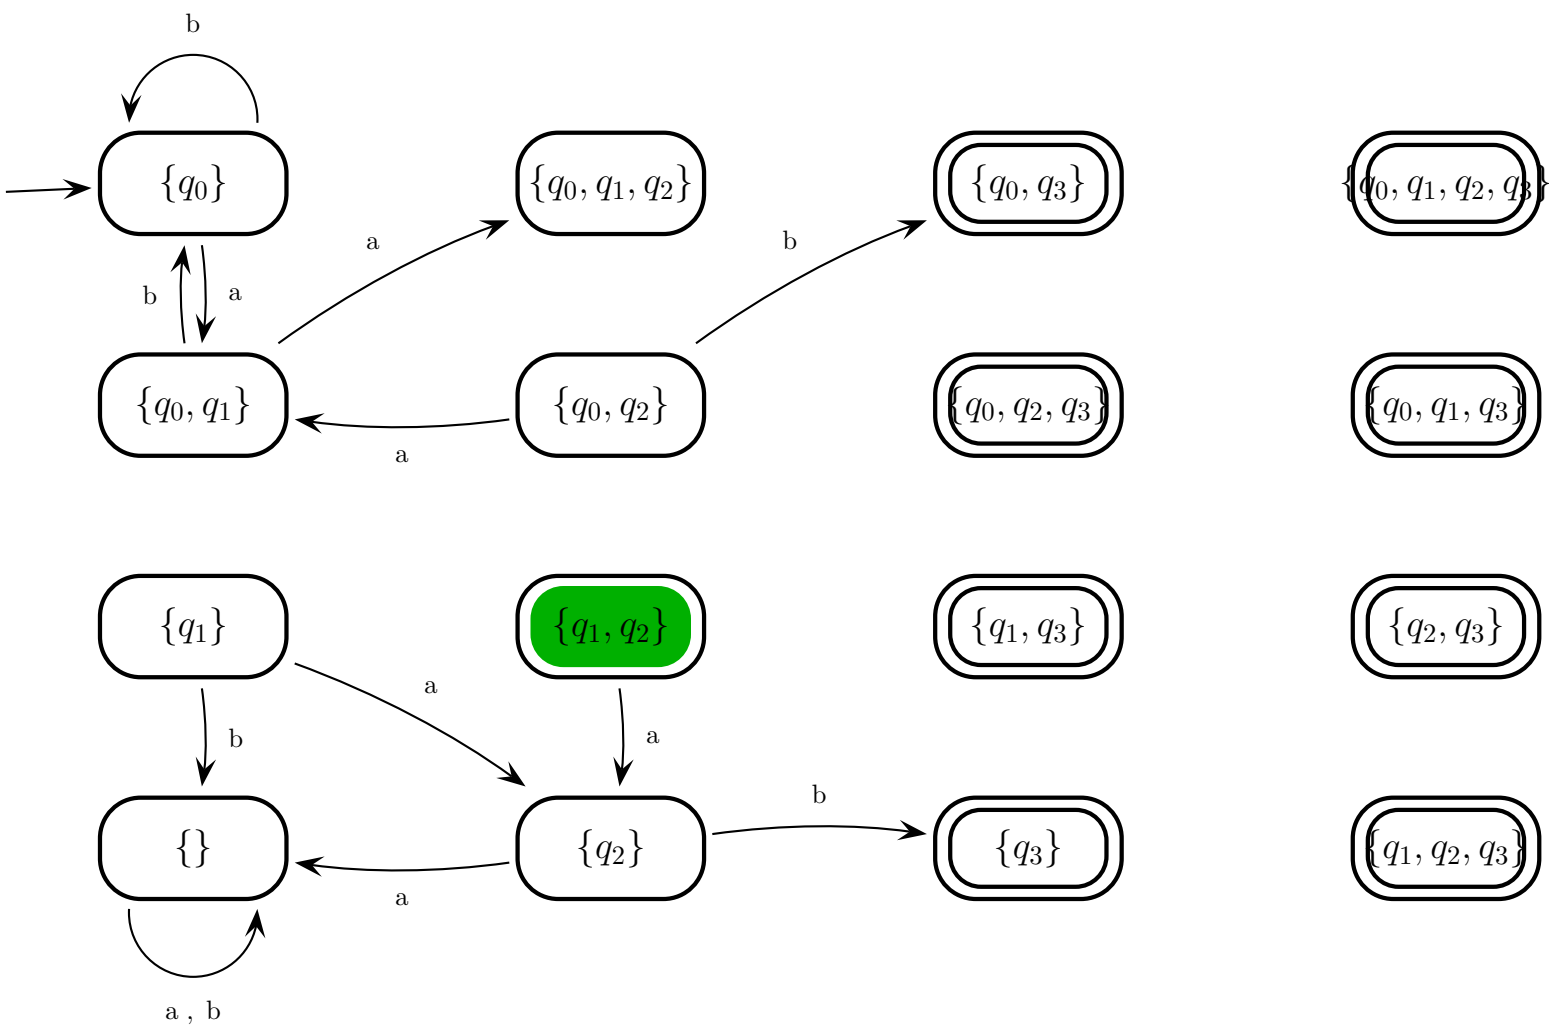 b
{q₀} {q₀, q₁, q₂} {q₀, q₃} {q₀, q₁, q₂, q₃}
a b
b a
{q₀, q₁} {q₀, q₂} {q₀, q₂, q₃} {q₀, q₁, q₃}
a
{q₁} {q₁, q₂} {q₁, q₃} {q₂, q₃}
a
b a
b
{} {q₂} {q₃} {q₁, q₂, q₃}
a
a , b